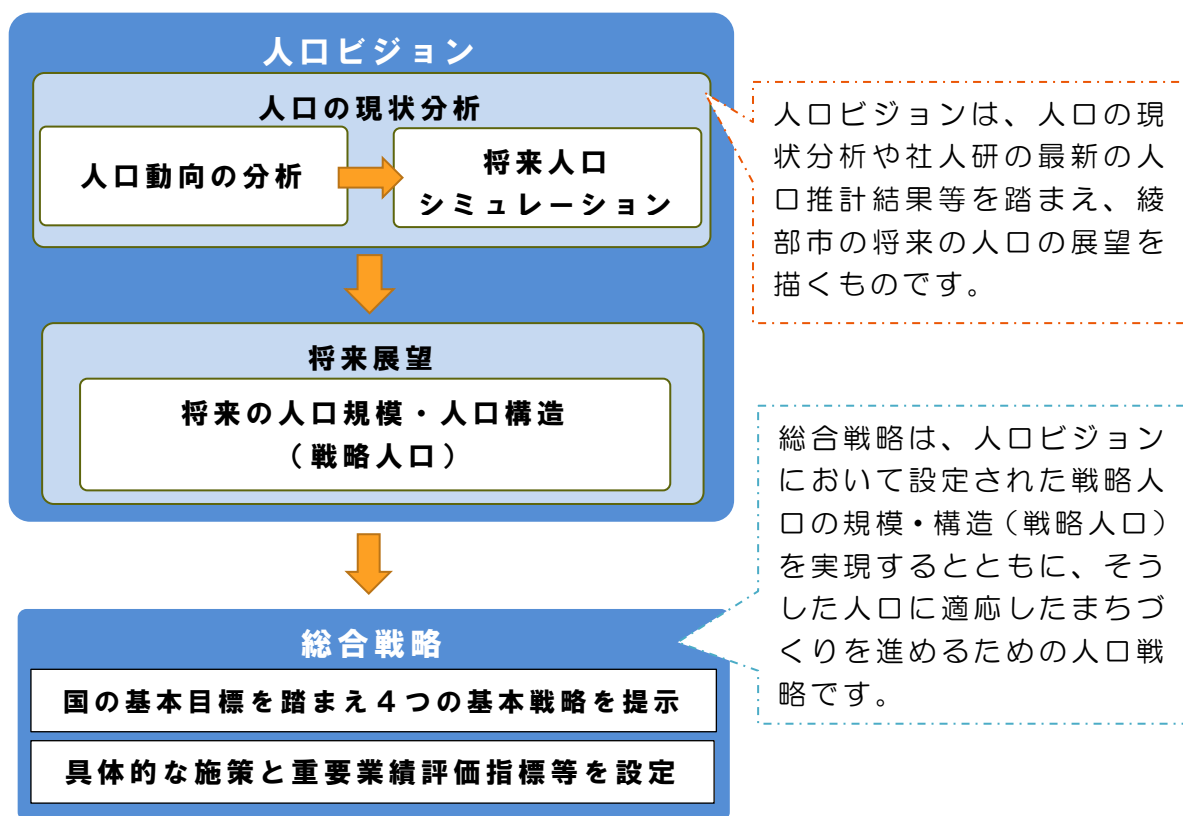 人口ビジョン
人口の現状分析
人口動向の分析
将来人口
シミュレーション
人口ビジョンは、人口の現
状分析や社人研の最新の人
口推計結果等を踏まえ、綾
部市の将来の人口の展望を
描くものです。
将来展望
将来の人口規模・人口構造
（戦略人口）
総合戦略は、人口ビジョン
において設定された戦略人
口の規模・構造（戦略人口）
を実現するとともに、そう
した人口に適応したまちづ
くりを進めるための人口戦
略です。
総合戦略
国の基本目標を踏まえ４つの基本戦略を提示
具体的な施策と重要業績評価指標等を設定